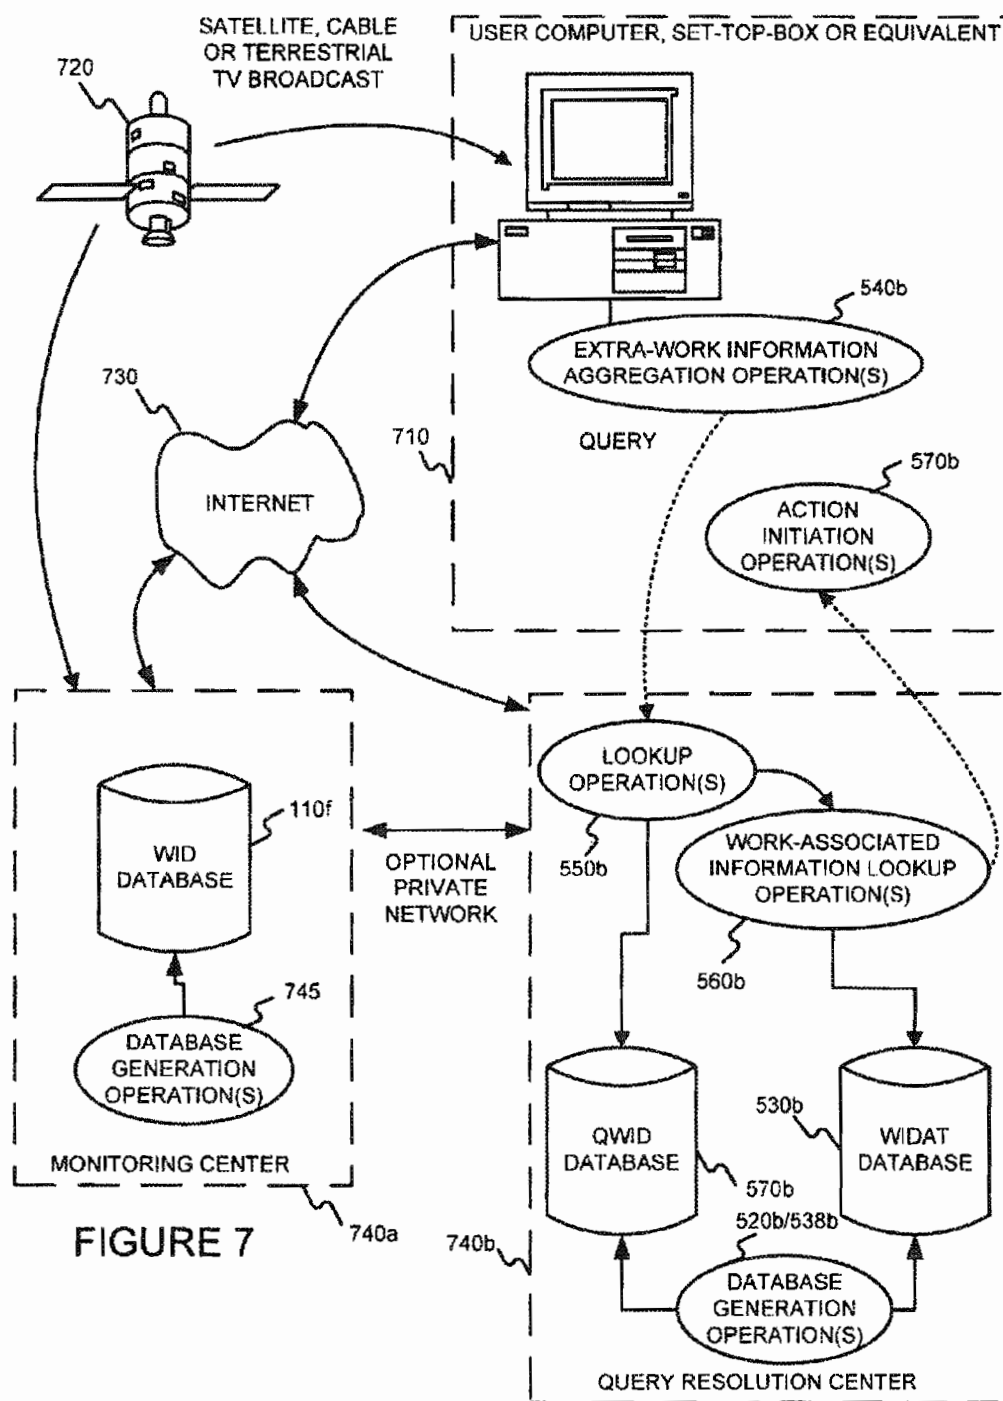 SATELLITE, CABLE
OR TERRESTRIAL
TV BROADCAST
USER COMPUTER, SET-TOP-BOX OR EQUIVALENT
720
540b
EXTRA-WORK INFORMATION
AGGREGATION OPERATION(S)
730
710
QUERY
570b
INTERNET
ACTION
INITIATION
OPERATION(S)
LOOKUP
OPERATION(S)
110f
WID
DATABASE
OPTIONAL
PRIVATE
NETWORK
550b
WORK-ASSOCIATED
INFORMATION LOOKUP
OPERATION(S)
560b
745
DATABASE
GENERATION
OPERATION(S)
530b
QWID
DATABASE
WIDAT
DATABASE
MONITORING CENTER
570b
740a
FIGURE 7
740b
520b/538b
DATABASE
GENERATION
OPERATION(S)
QUERY RESOLUTION CENTER